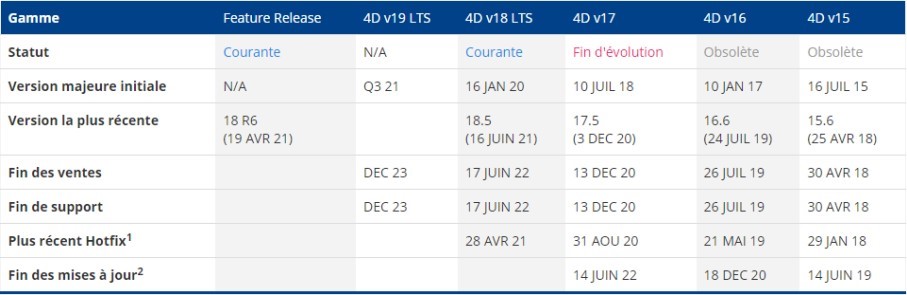 Gamme Feature Release 4D v19 LTS 4D v18 LTS 4D v17 4D v16 4D v15
Statut Courante N/A Courante Fin d'évolution Obsolète Obsolète
Version majeure initiale N/A Q3 21 16 JAN 20 10 JUIL 18 10 JAN 17 16 JUIL 15
Version la plus récente 18 R6 18.5 17.5 16.6 15.6
(19 AVR 21) (16 JUIN 21) (3 DEC 20) (24 JUIL 19) (25 AVR 18)
Fin des ventes DEC 23 17 JUIN 22 13 DEC 20 26 JUIL 19 30 AVR 18
Fin de support DEC 23 17 JUIN 22 13 DEC 20 26 JUIL 19 30 AVR 18
Plus récent Hotfix¹ 28 AVR 21 31 AOU 20 21 MAI 19 29 JAN 18
Fin des mises à jour² 14 JUIN 22 18 DEC 20 14 JUIN 19